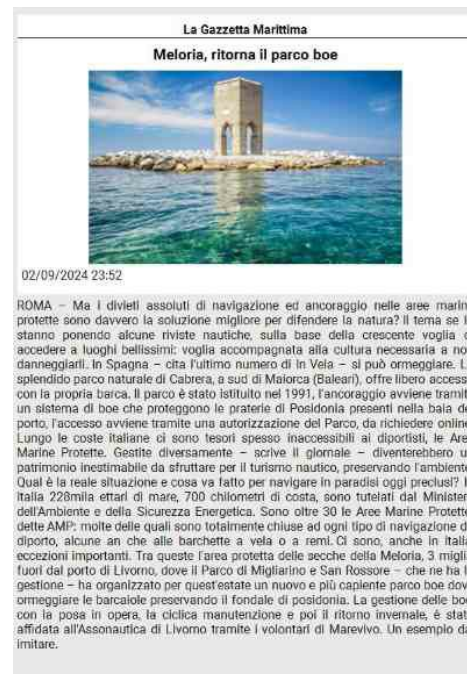 La Gazzetta Marittima
Meloria, ritorna il parco boe
02/09/2024 23:52
ROMA – Ma i divieti assoluti di navigazione ed ancoraggio nelle aree marin
protette sono davvero la soluzione migliore per difendere la natura? Il tema se l
stanno ponendo alcune riviste nautiche, sulla base della crescente voglia d
accedere a luoghi bellissimi: voglia accompagnata alla cultura necessaria a no
danneggiarli. In Spagna – cita l'ultimo numero di In Vela – si può ormeggiare. L
splendido parco naturale di Cabrera, a sud di Maiorca (Baleari), offre libero access
con la propria barca. Il parco è stato istituito nel 1991, l'ancoraggio avviene tramit
un sistema di boe che proteggono le praterie di Posidonia presenti nella baia de
porto, l'accesso avviene tramite una autorizzazione del Parco, da richiedere online
Lungo le coste italiane ci sono tesori spesso inaccessibili ai diportisti, le Are
Marine Protette. Gestite diversamente – scrive il giornale – diventerebbero u
patrimonio inestimabile da sfruttare per il turismo nautico, preservando l'ambiente
Qual è la reale situazione e cosa va fatto per navigare in paradisi oggi preclusi? I
Italia 228mila ettari di mare, 700 chilometri di costa, sono tutelati dal Minister
dell'Ambiente e della Sicurezza Energetica. Sono oltre 30 le Aree Marine Protette
dette AMP: molte delle quali sono totalmente chiuse ad ogni tipo di navigazione d
diporto, alcune an che alle barchette a vela o a remi. Ci sono, anche in Italia
eccezioni importanti. Tra queste l'area protetta delle secche della Meloria, 3 migli
fuori dal porto di Livorno, dove il Parco di Migliarino e San Rossore – che ne ha l
gestione – ha organizzato per quest'estate un nuovo e più capiente parco boe dov
ormeggiare le barcaiole preservando il fondale di posidonia. La gestione delle boe
con la posa in opera, la ciclica manutenzione e poi il ritorno invernale, è stat
affidata all'Assonautica di Livorno tramite i volontari di Marevivo. Un esempio da
imitare.